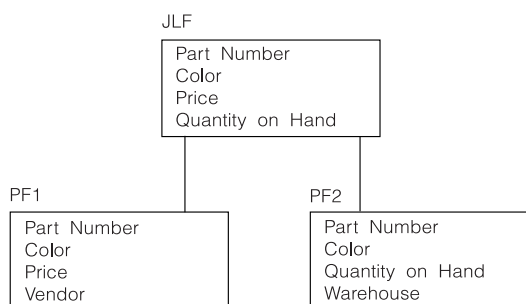 JLF
Part Number
Color
Price
Quantity on Hand
PF1
Part Number
Color
Price
Vendor
PF2
Part Number
Color
Quantity on Hand
Warehouse